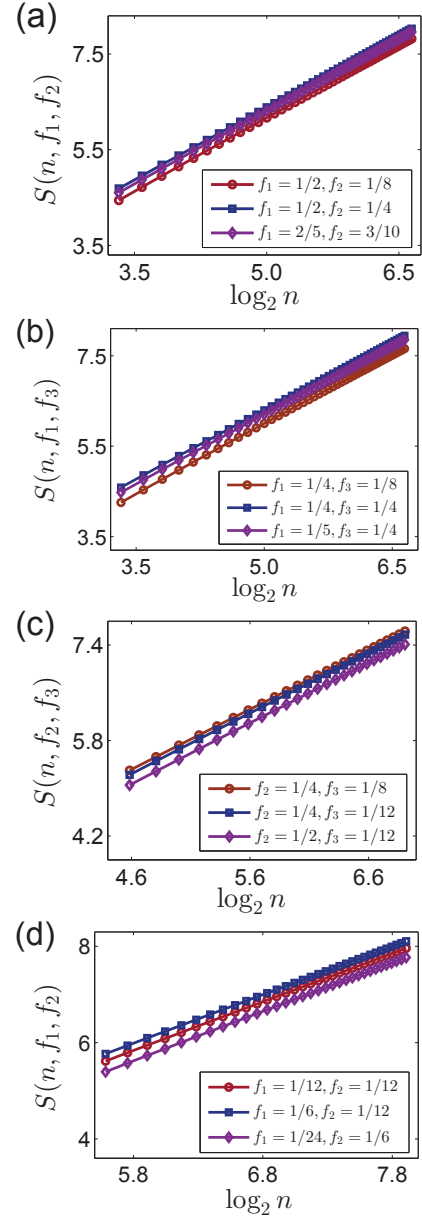 (a)
S(n, f₁, f₂)
7.5
5.5
3.5
f₁ = 1/2, f₂ = 1/8
f₁ = 1/2, f₂ = 1/4
f₁ = 2/5, f₂ = 3/10
3.5 5.0 6.5
log₂ n
(b)
S(n, f₁, f₃)
7.5
5.5
3.5
f₁ = 1/4, f₃ = 1/8
f₁ = 1/4, f₃ = 1/4
f₁ = 1/5, f₃ = 1/4
3.5 5.0 6.5
log₂ n
(c)
S(n, f₂, f₃)
7.4
5.8
4.2
f₂ = 1/4, f₃ = 1/8
f₂ = 1/4, f₃ = 1/12
f₂ = 1/2, f₃ = 1/12
4.6 5.6 6.6
log₂ n
(d)
S(n, f₁, f₂)
8
6
4
f₁ = 1/12, f₂ = 1/12
f₁ = 1/6, f₂ = 1/12
f₁ = 1/24, f₂ = 1/6
5.8 6.8 7.8
log₂ n